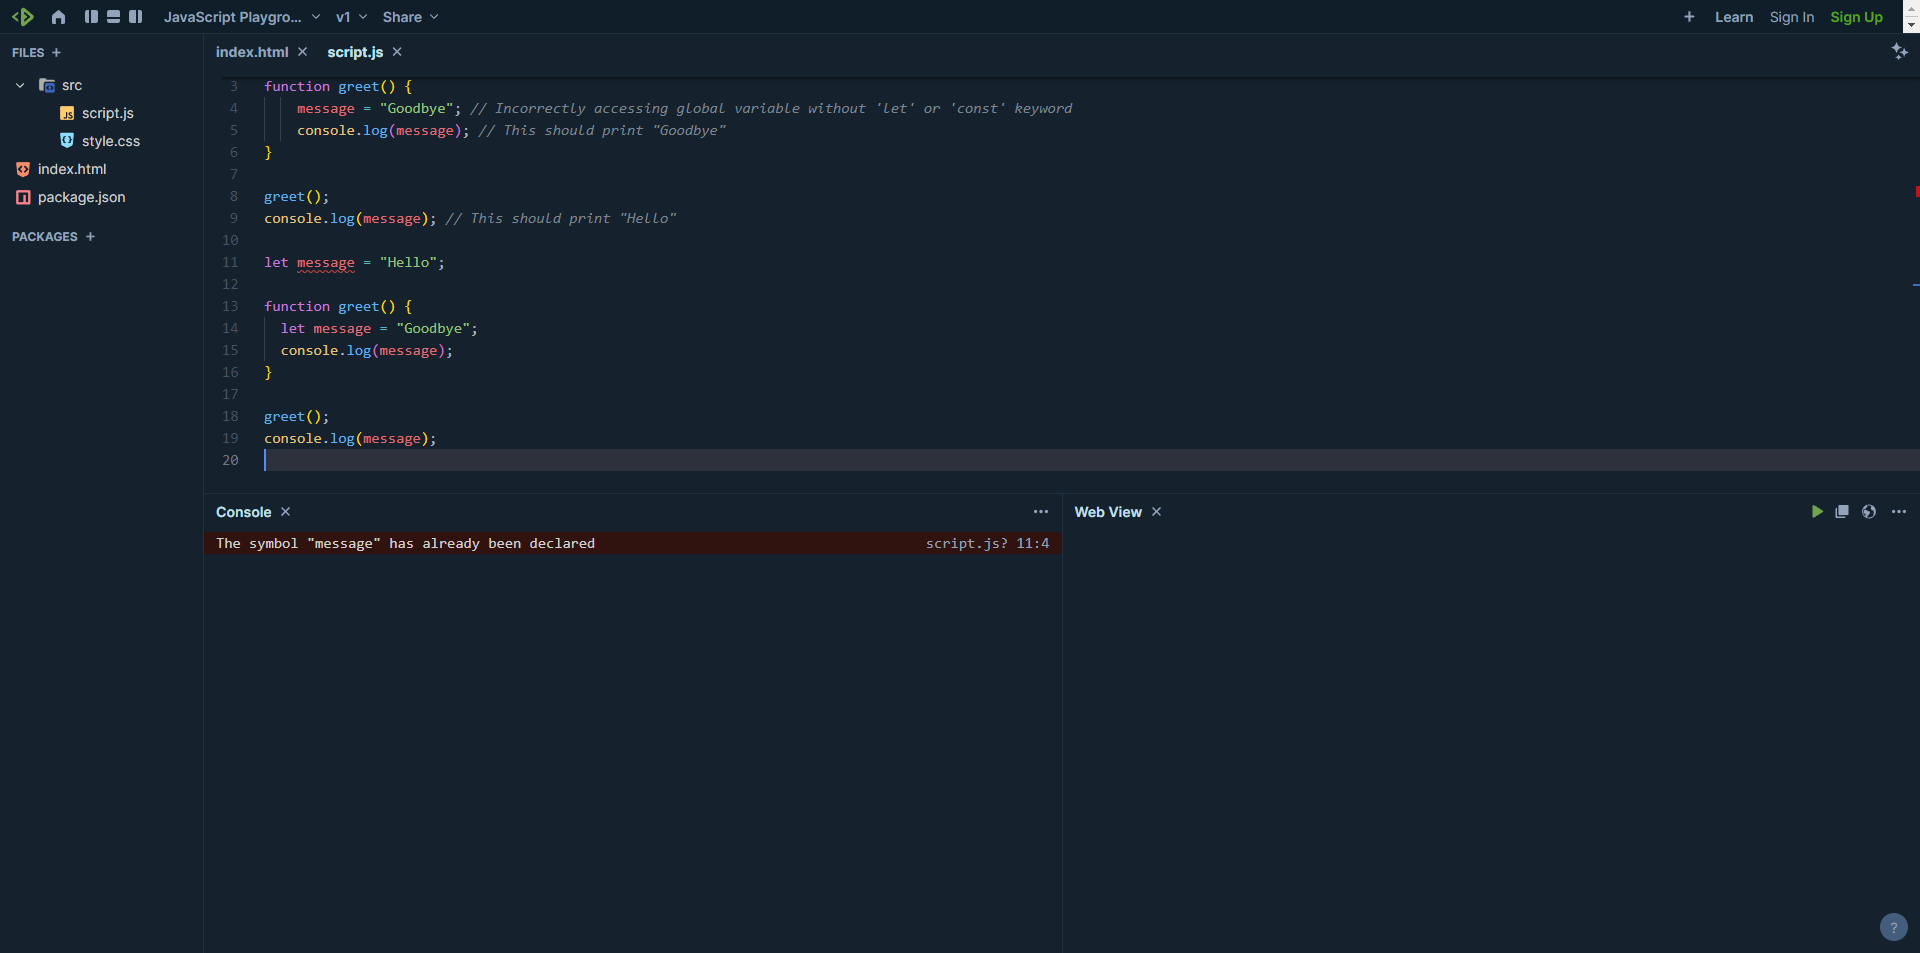 JavaScript Playgro... v1 Share + Learn Sign In Sign Up
FILES +
src
script.js
style.css
index.html
package.json
PACKAGES +
index.html script.js
3 function greet() {
4 message = "Goodbye"; // Incorrectly accessing global variable without 'let' or 'const' keyword
5 console.log(message); // This should print "Goodbye"
6 }
7
8 greet();
9 console.log(message); // This should print "Hello"
10
11 let message = "Hello";
12
13 function greet() {
14 let message = "Goodbye";
15 console.log(message);
16 }
17
18 greet();
19 console.log(message);
20
Console
The symbol "message" has already been declared script.js? 11:4
Web View
?